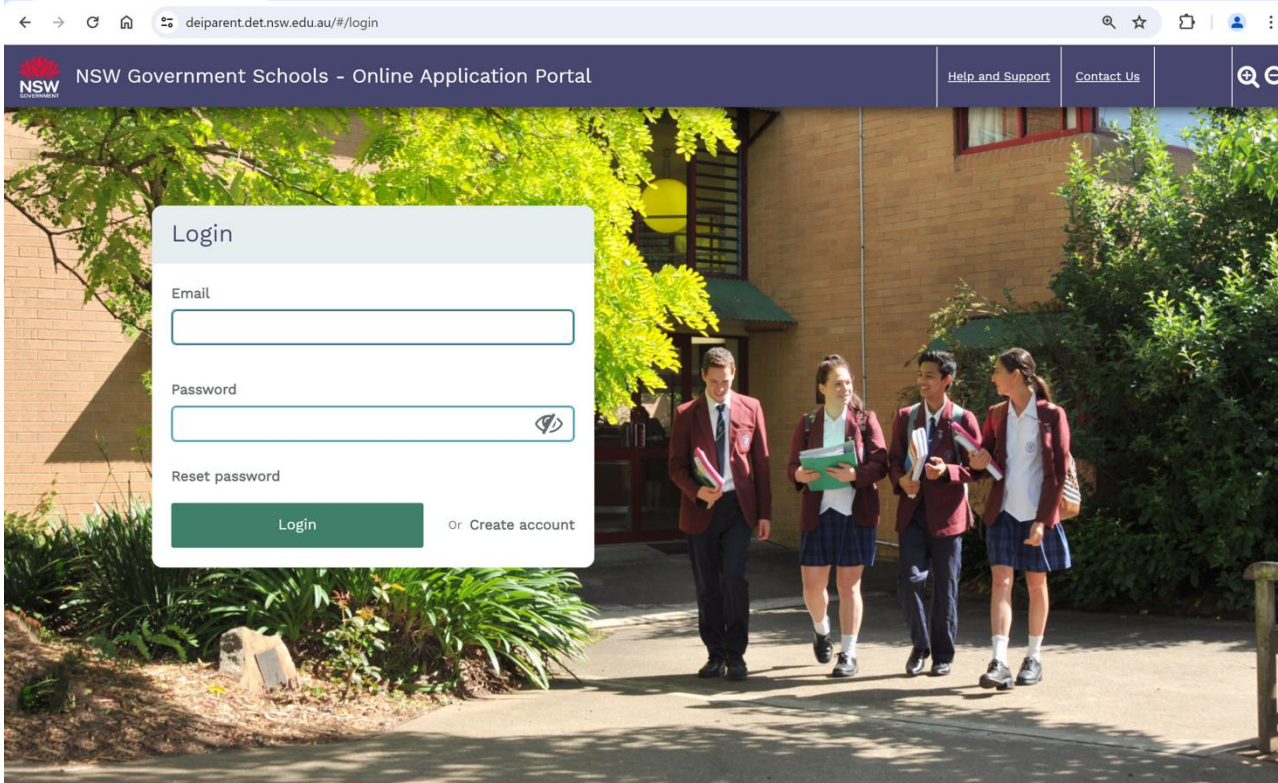 deiparent.det.nsw.edu.au/#/login
NSW
GOVERNMENT
NSW Government Schools - Online Application Portal
Help and Support
Contact Us
Login
Email
Password
Reset password
Login
Or Create account